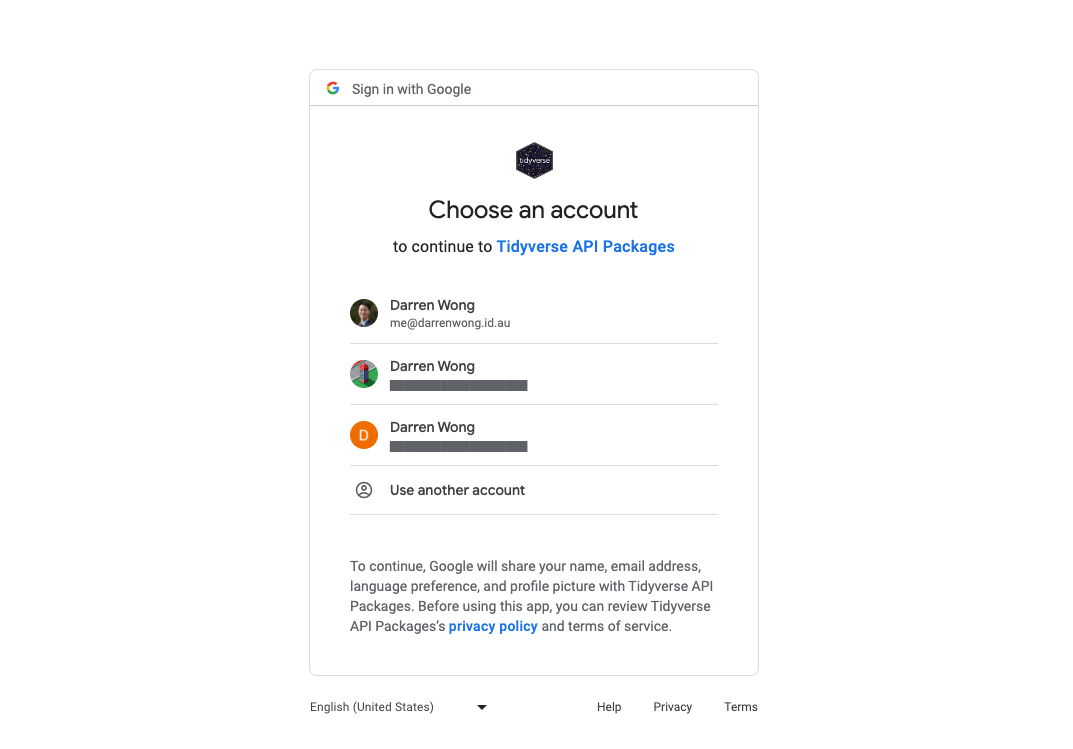 Sign in with Google
tidyverse
Choose an account
to continue to Tidyverse API Packages
Darren Wong
me@darrenwong.id.au
Darren Wong
Darren Wong
D
Use another account
To continue, Google will share your name, email address,
language preference, and profile picture with Tidyverse API
Packages. Before using this app, you can review Tidyverse
API Packages’s privacy policy and terms of service.
English (United States)
Help
Privacy
Terms